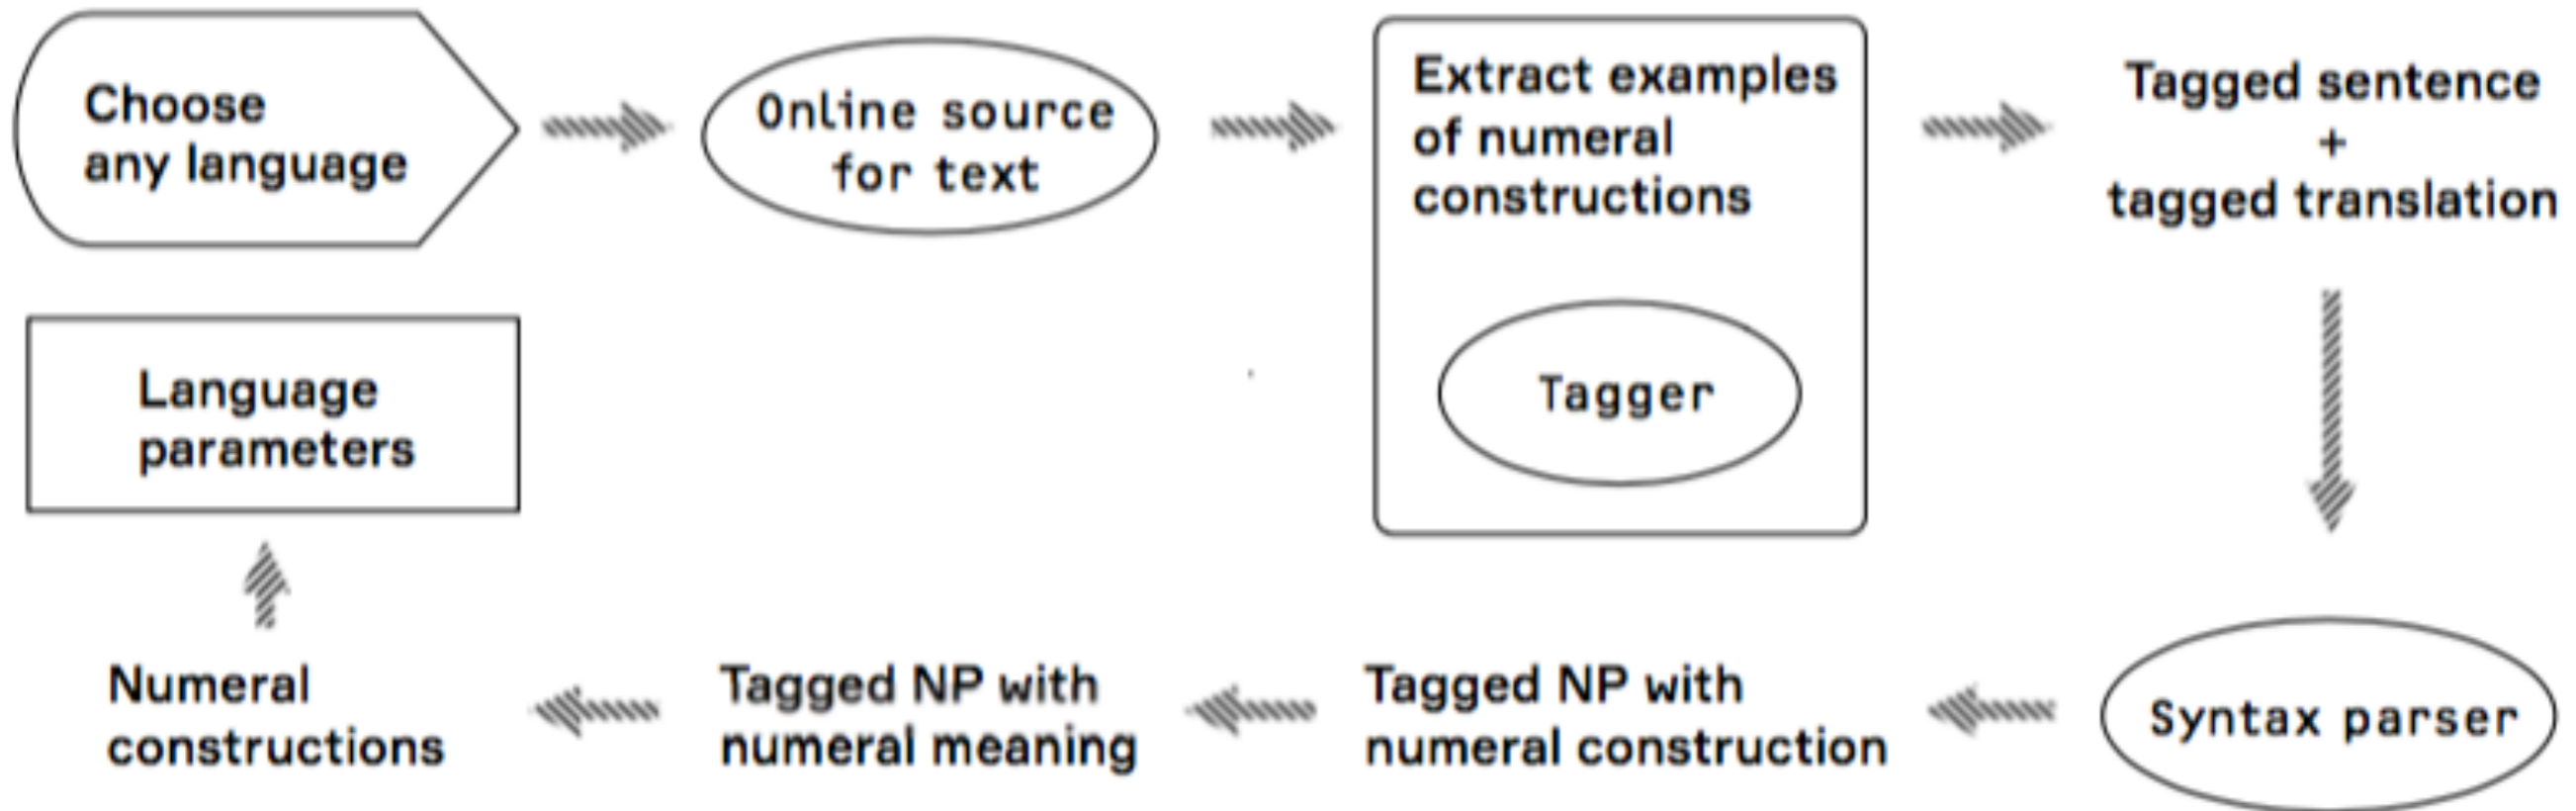 Choose
any language
Online source
for text
Extract examples
of numeral
constructions
Tagger
Tagged sentence
+
tagged translation
Syntax parser
Tagged NP with
numeral construction
Tagged NP with
numeral meaning
Numeral
constructions
Language
parameters